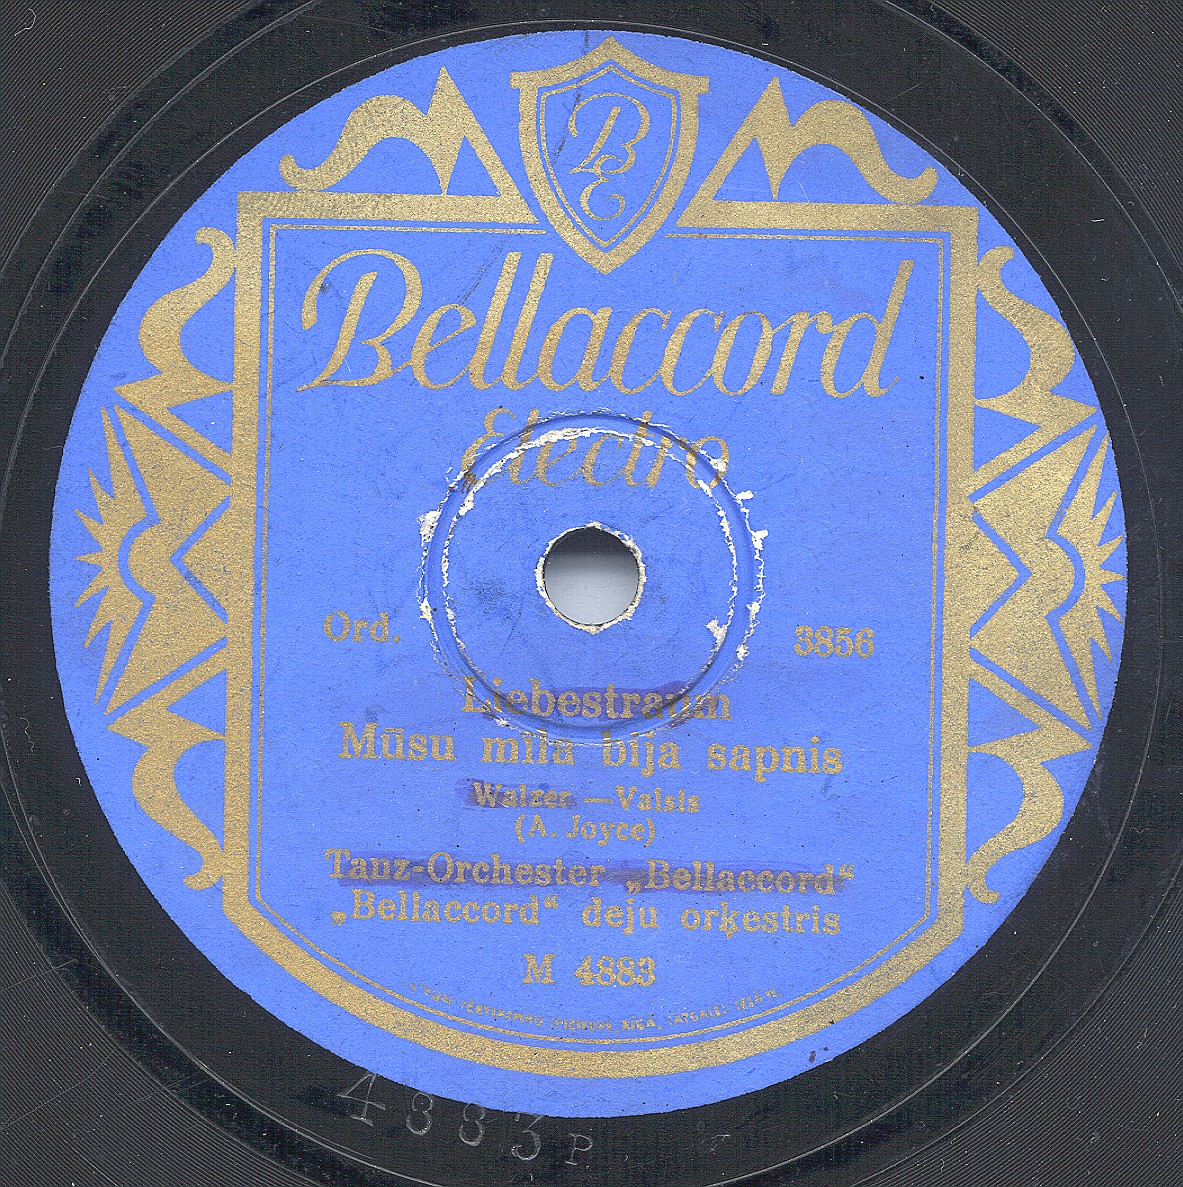 B
E
Bellaccord
Electro
Ord. 3856
Liebestraum
Mūsu mīla bija sapnis
Walzer — Valsis
(A. Joyce)
Tanz-Orchester „Bellaccord“
„Bellaccord“ deju orķestris
M 4883
RĪGĀ,
4883 P